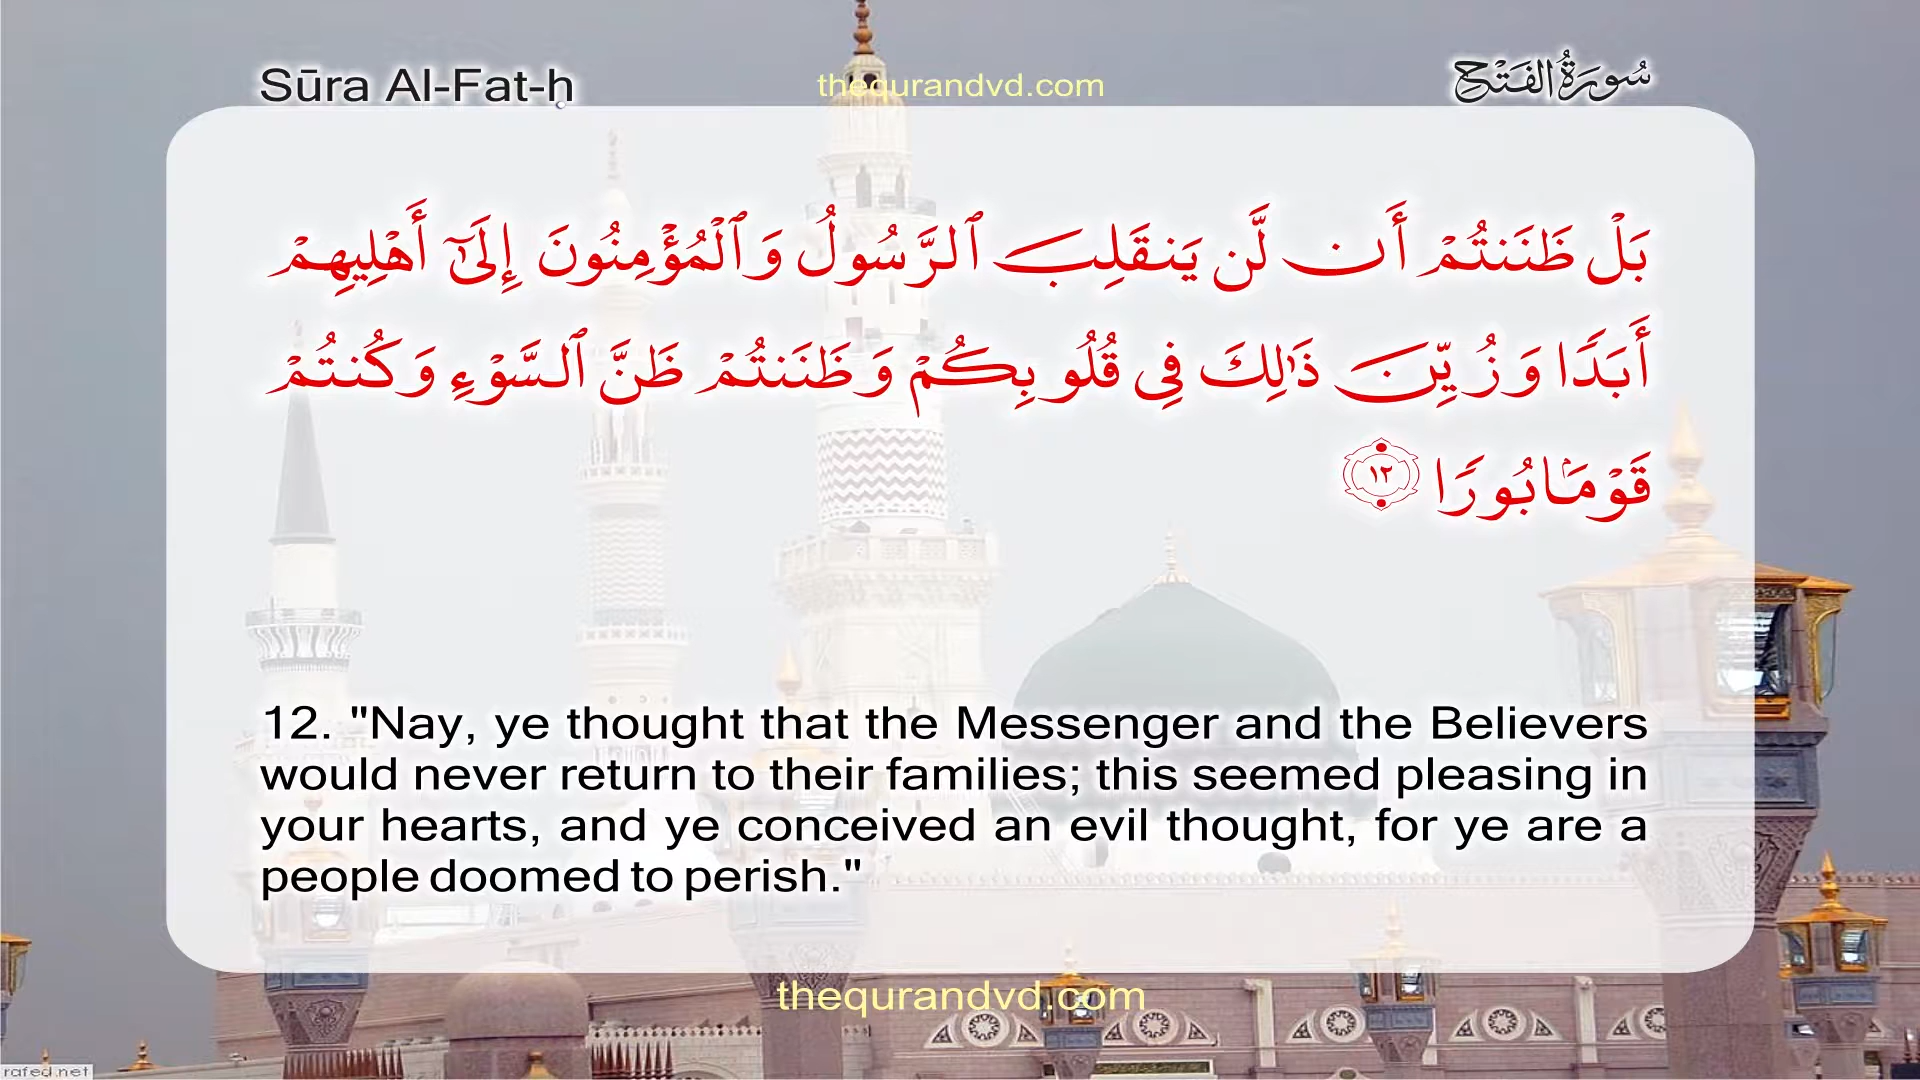 Sūra Al-Fat-ḥ
thequrandvd.com
سُورَةُ الفَتْحِ
بَلْ ظَنَنتُمْ أَن لَّن يَنقَلِبَ ٱلرَّسُولُ وَٱلْمُؤْمِنُونَ إِلَىٰٓ أَهْلِيهِمْ
أَبَدًا وَزُيِّنَ ذَٰلِكَ فِى قُلُوبِكُمْ وَظَنَنتُمْ ظَنَّ ٱلسَّوْءِ وَكُنتُمْ
قَوْمًۢا بُورًا ١٢
12. "Nay, ye thought that the Messenger and the Believers
would never return to their families; this seemed pleasing in
your hearts, and ye conceived an evil thought, for ye are a
people doomed to perish."
thequrandvd.com
rafed.net